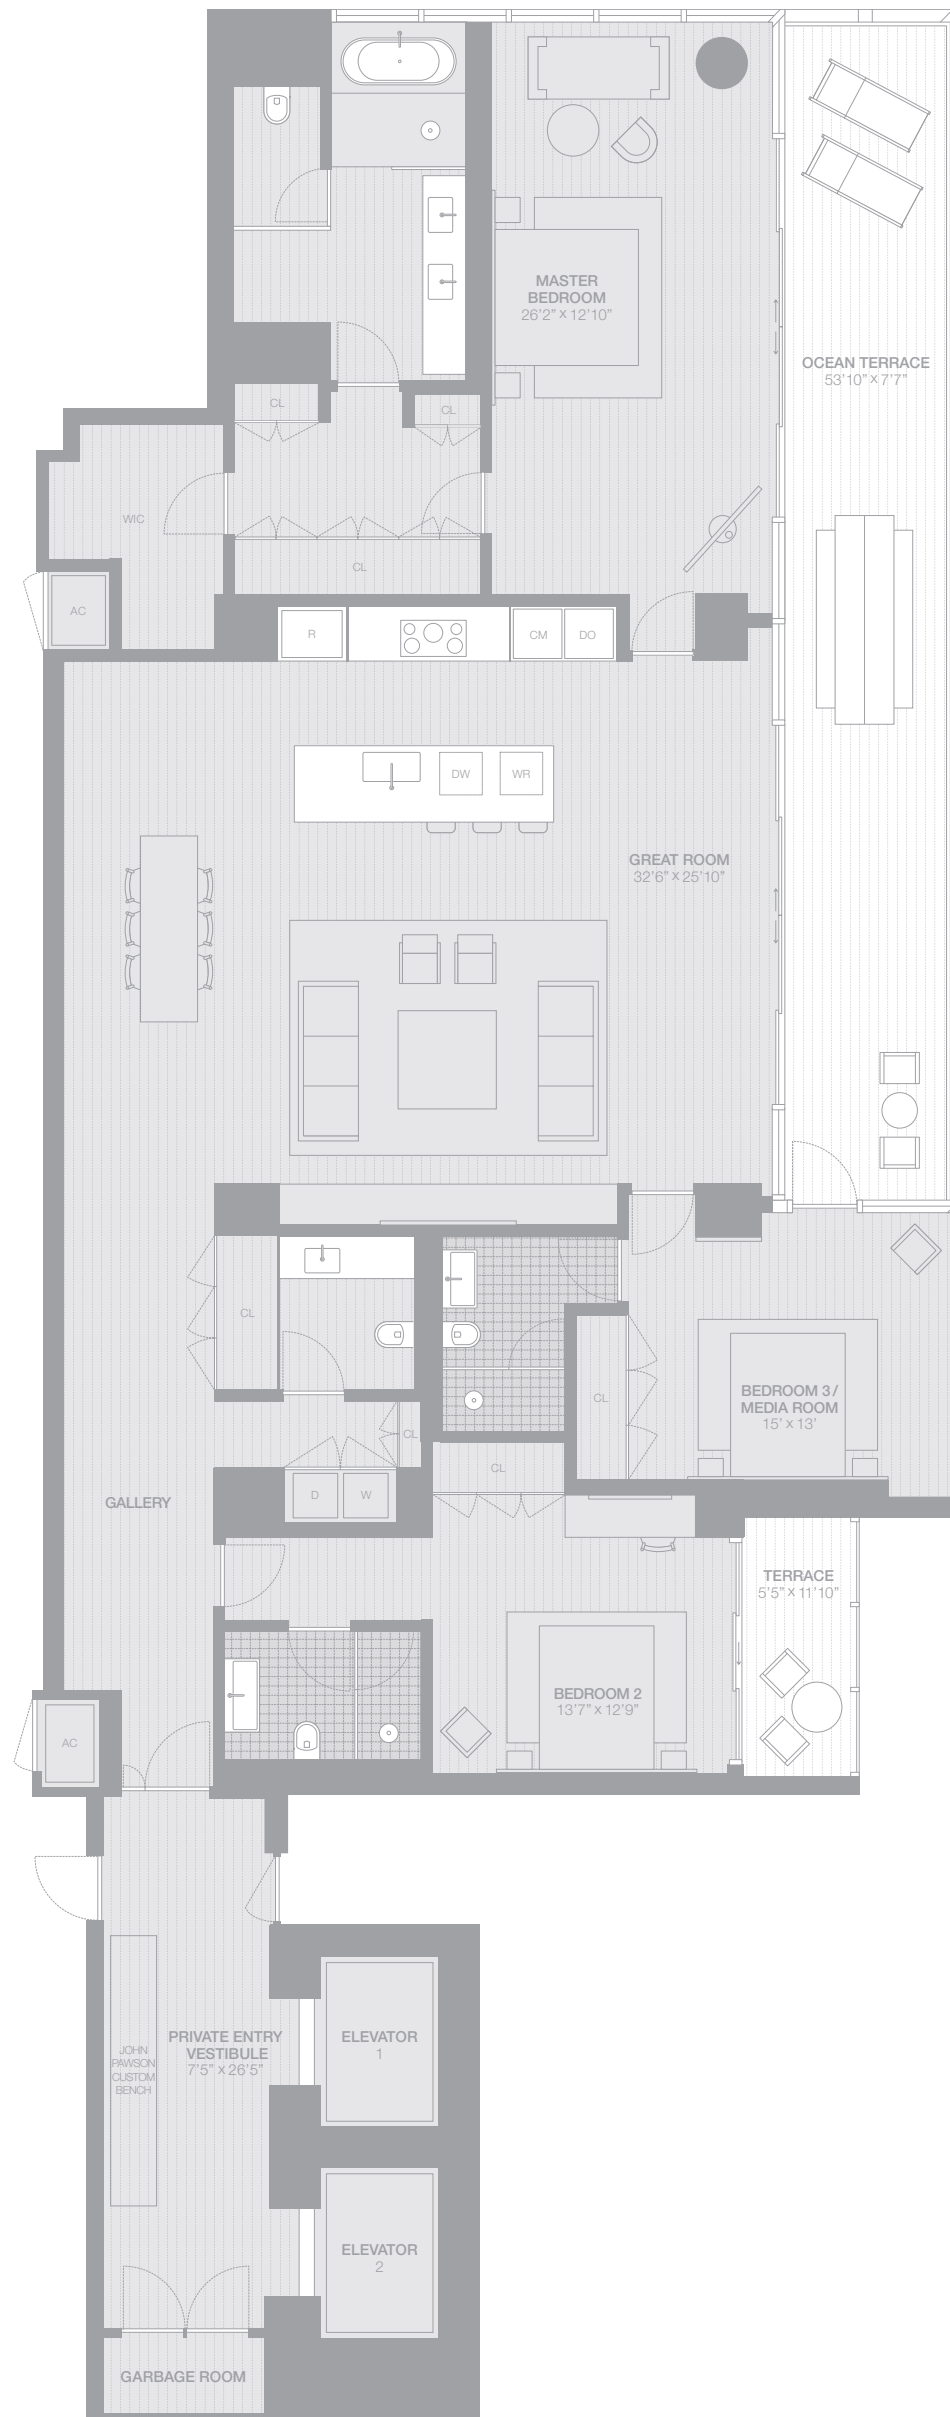 MASTER
BEDROOM
26'2" x 12'10"
OCEAN TERRACE
53'10" x 7'7"
CL
CL
WIC
CL
AC
R
CM
DO
DW
WR
GREAT ROOM
32'6" x 25'10"
CL
CL
BEDROOM 3 /
MEDIA ROOM
15' x 13'
CL
CL
D
W
GALLERY
TERRACE
5'5" x 11'10"
BEDROOM 2
13'7" x 12'9"
AC
PRIVATE ENTRY
VESTIBULE
7'5" x 26'5"
JOHN
PAWSON
CUSTOM
BENCH
ELEVATOR
1
ELEVATOR
2
GARBAGE ROOM